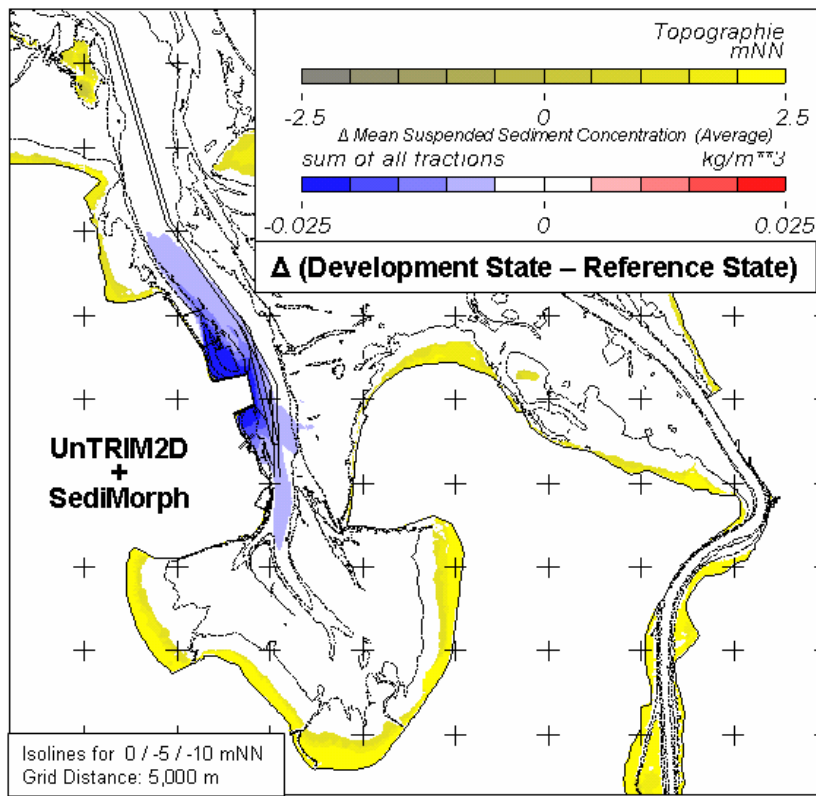 Topographie
mNN
-2.5 0 2.5
Δ Mean Suspended Sediment Concentration (Average)
sum of all fractions kg/m**3
-0.025 0 0.025
Δ (Development State – Reference State)
UnTRIM2D
+
SediMorph
Isolines for 0 / -5 / -10 mNN
Grid Distance: 5,000 m